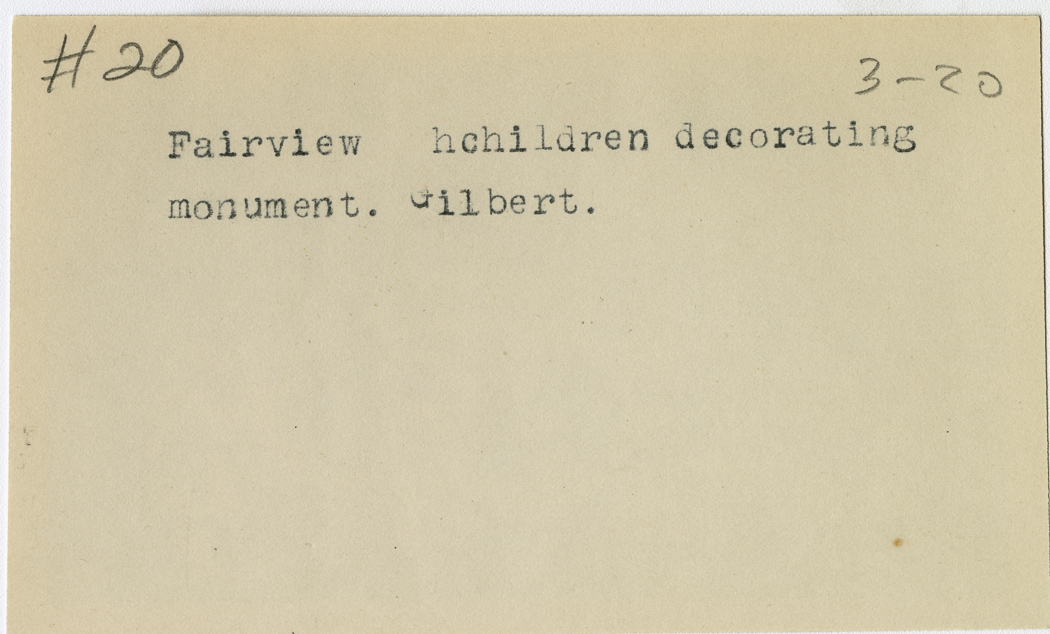 #20
3-20
Fairview hchildren decorating
monument. Gilbert.